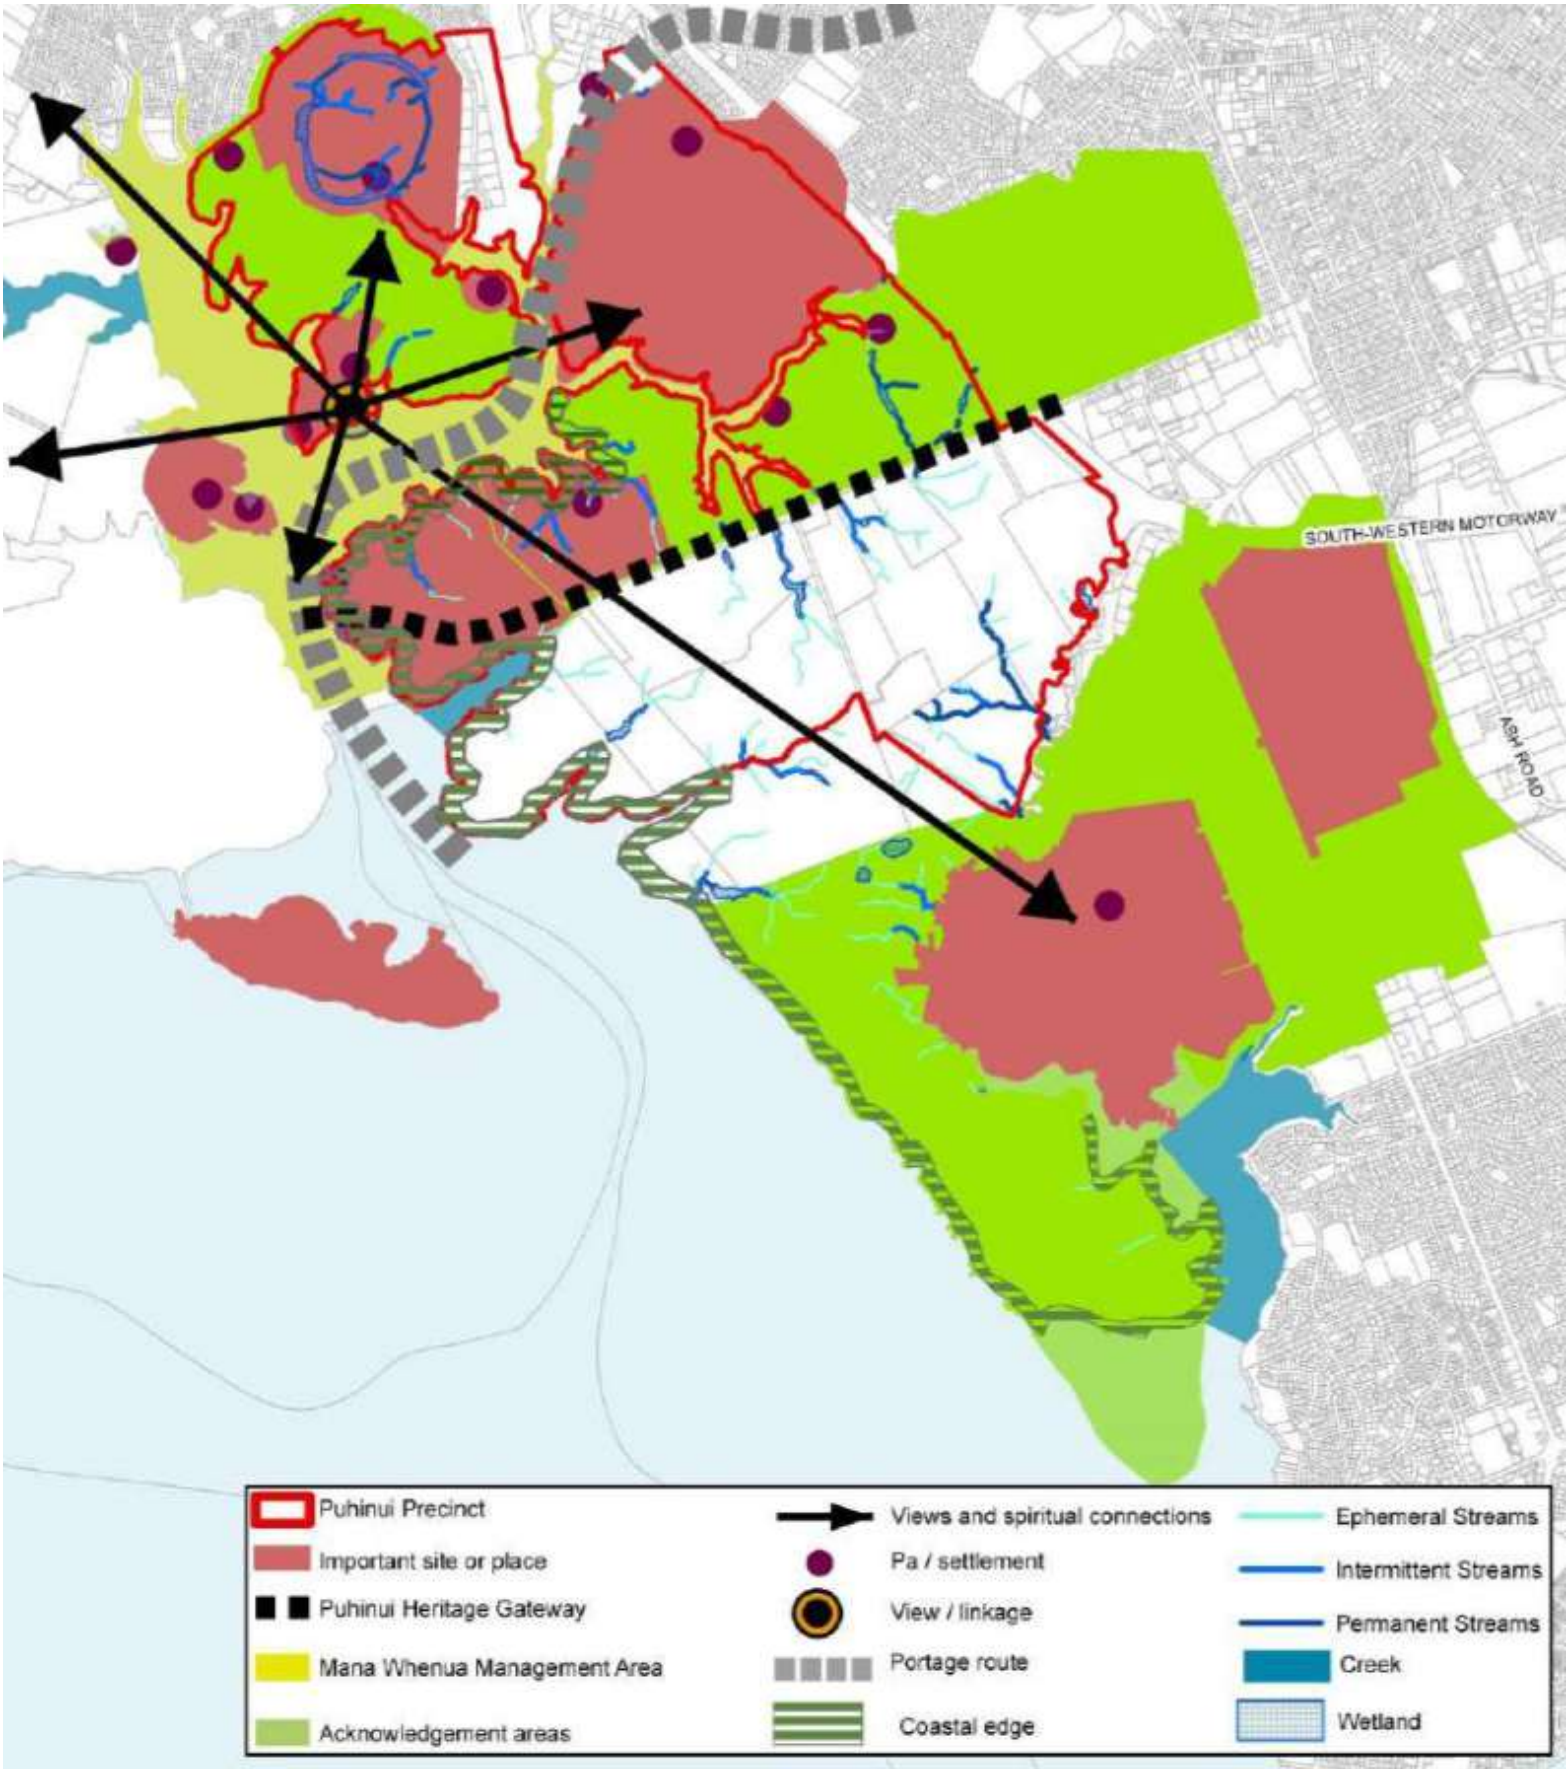 SOUTH-WESTERN MOTORWAY
ASH ROAD
Puhinui Precinct
Important site or place
Puhinui Heritage Gateway
Mana Whenua Management Area
Acknowledgement areas
Views and spiritual connections
Pa / settlement
View / linkage
Portage route
Coastal edge
Ephemeral Streams
Intermittent Streams
Permanent Streams
Creek
Wetland